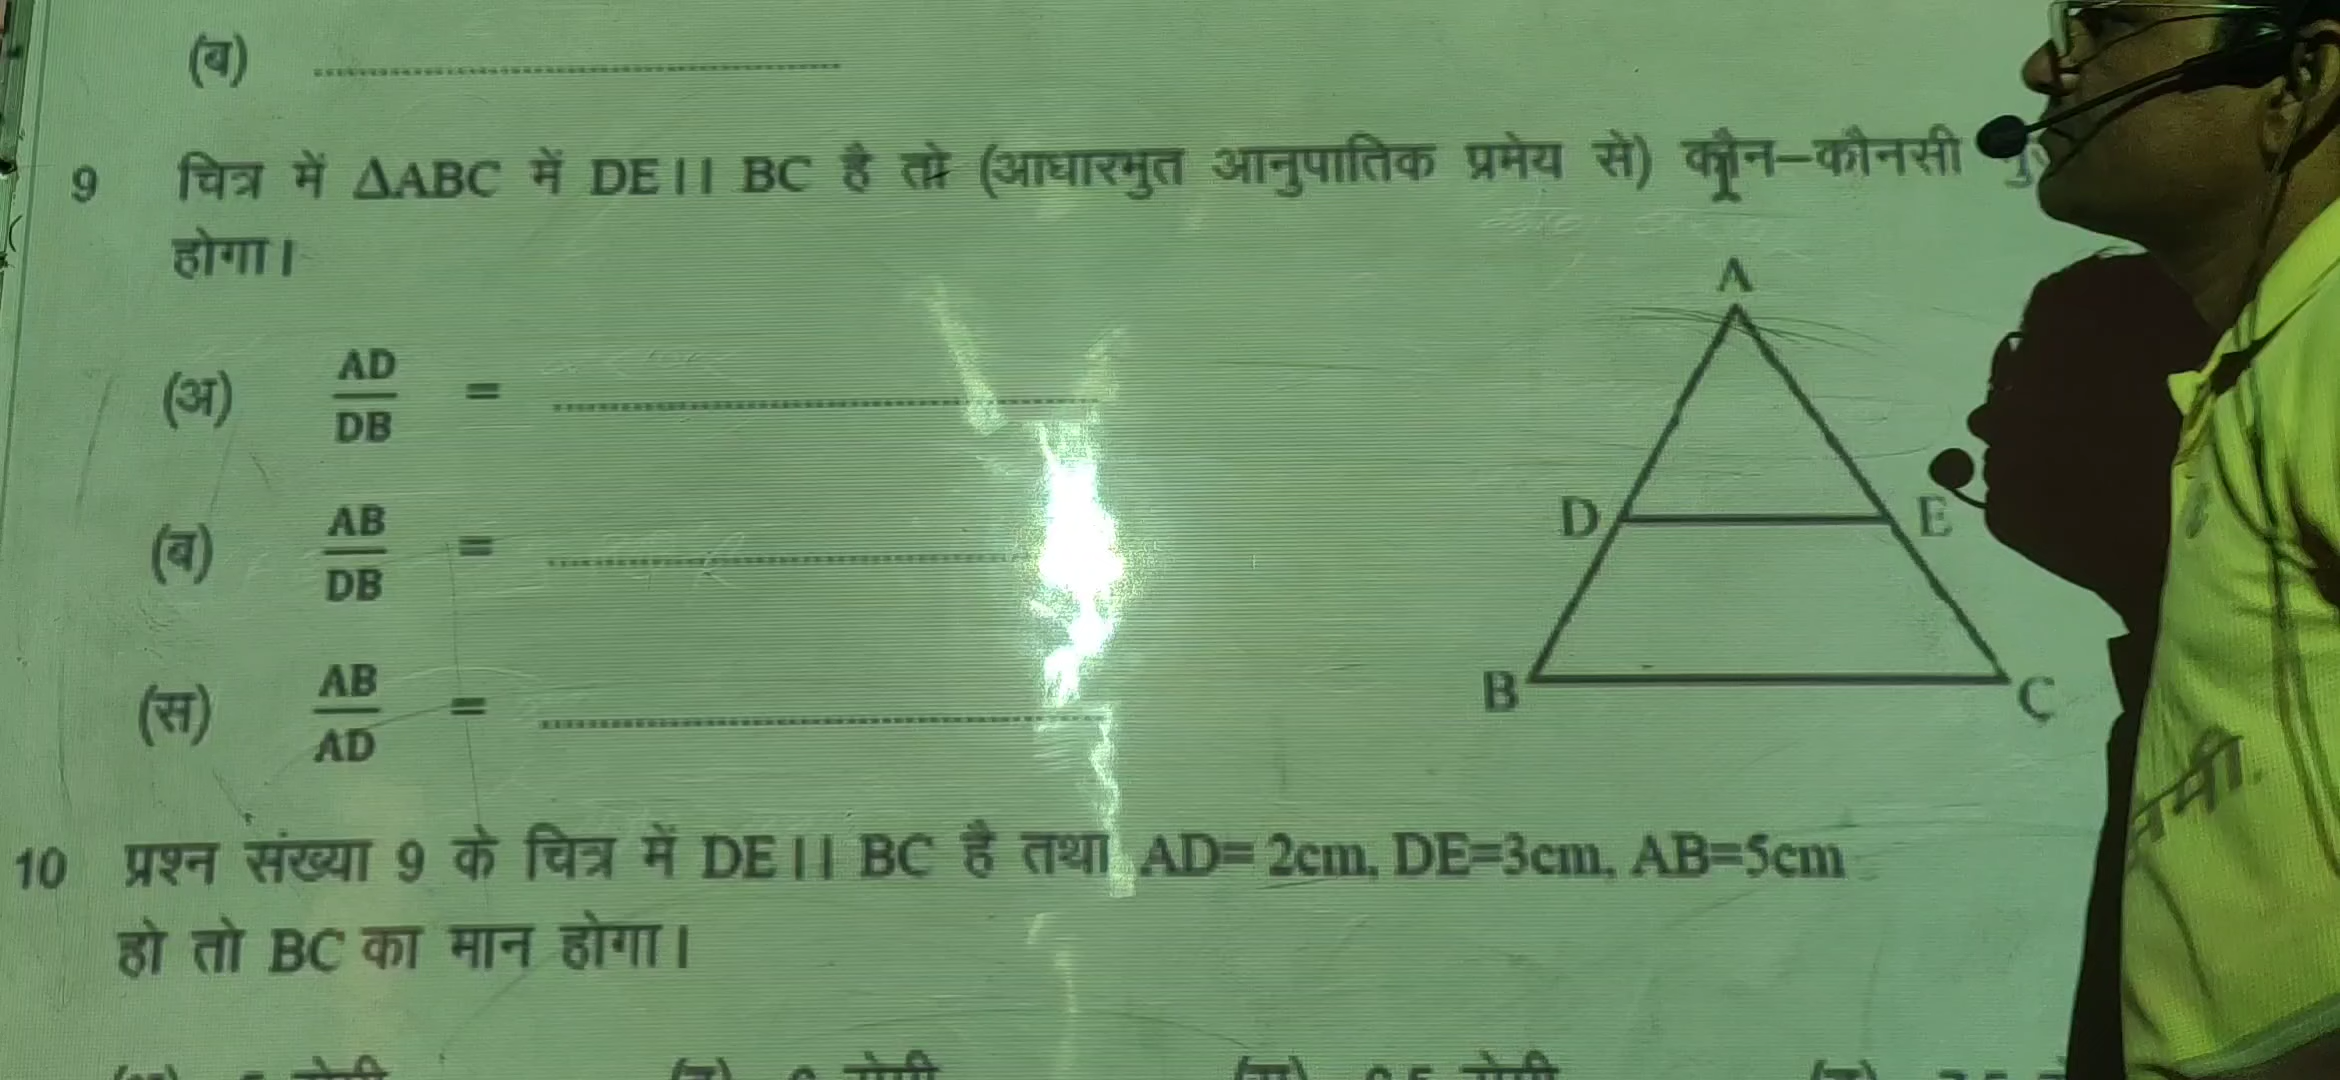 (ब) ........................
9 चित्र में ΔABC में DE|| BC है तो (आधारभुत आनुपातिक प्रमेय से) कौन–कौनसी
होगा।
A
(अ) AD/DB = ........................
D E
(ब) AB/DB = ........................
(स) AB/AD = ........................
B C
10 प्रश्न संख्या 9 के चित्र में DE|| BC है तथा AD= 2cm, DE=3cm, AB=5cm
हो तो BC का मान होगा।